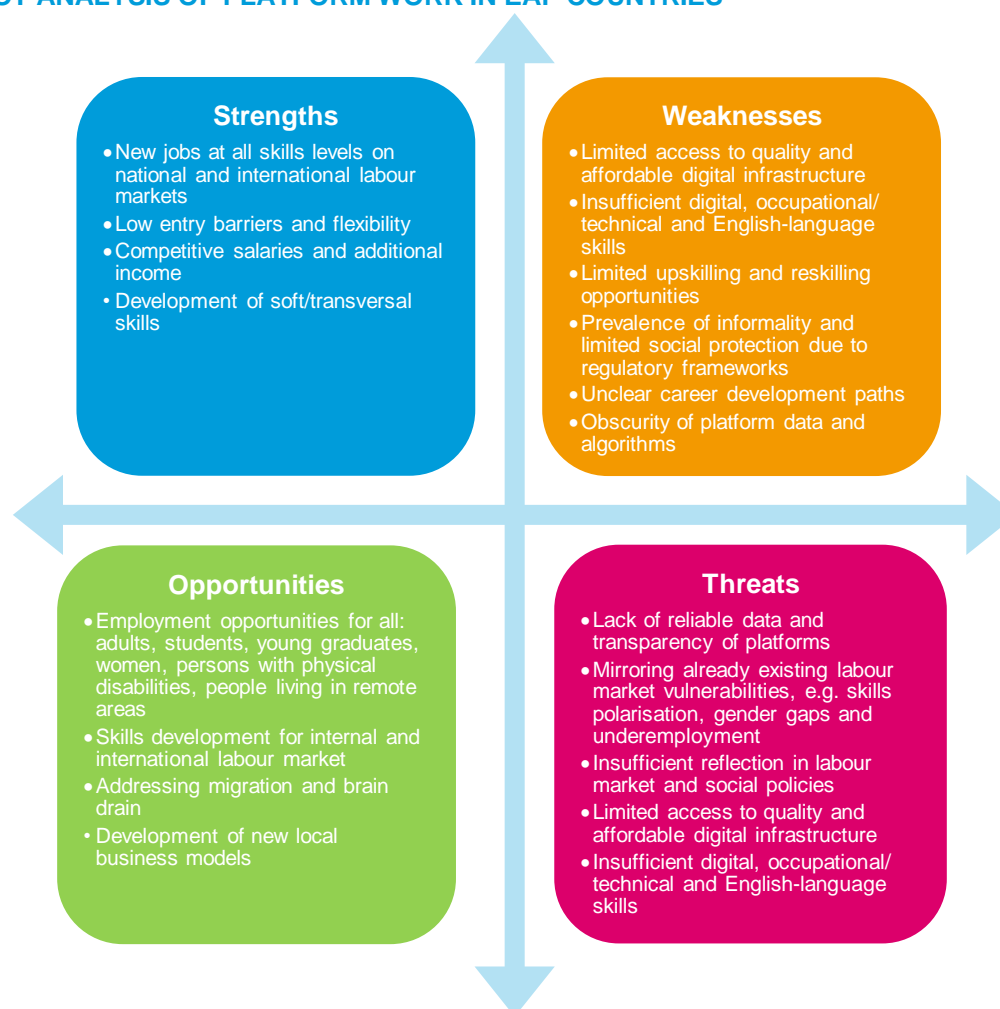 OT ANALYSIS OF PLATFORM WORK IN EAP COUNTRIES
Strengths
•New jobs at all skills levels on
national and international labour
markets
•Low entry barriers and flexibility
•Competitive salaries and additional
income
• Development of soft/transversal
skills
Weaknesses
•Limited access to quality and
affordable digital infrastructure
•Insufficient digital, occupational/
technical and English-language
skills
•Limited upskilling and reskilling
opportunities
•Prevalence of informality and
limited social protection due to
regulatory frameworks
•Unclear career development paths
•Obscurity of platform data and
algorithms
Opportunities
•Employment opportunities for all:
adults, students, young graduates,
women, persons with physical
disabilities, people living in remote
areas
•Skills development for internal and
international labour market
•Addressing migration and brain
drain
• Development of new local
business models
Threats
•Lack of reliable data and
transparency of platforms
•Mirroring already existing labour
market vulnerabilities, e.g. skills
polarisation, gender gaps and
underemployment
•Insufficient reflection in labour
market and social policies
•Limited access to quality and
affordable digital infrastructure
•Insufficient digital, occupational/
technical and English-language
skills